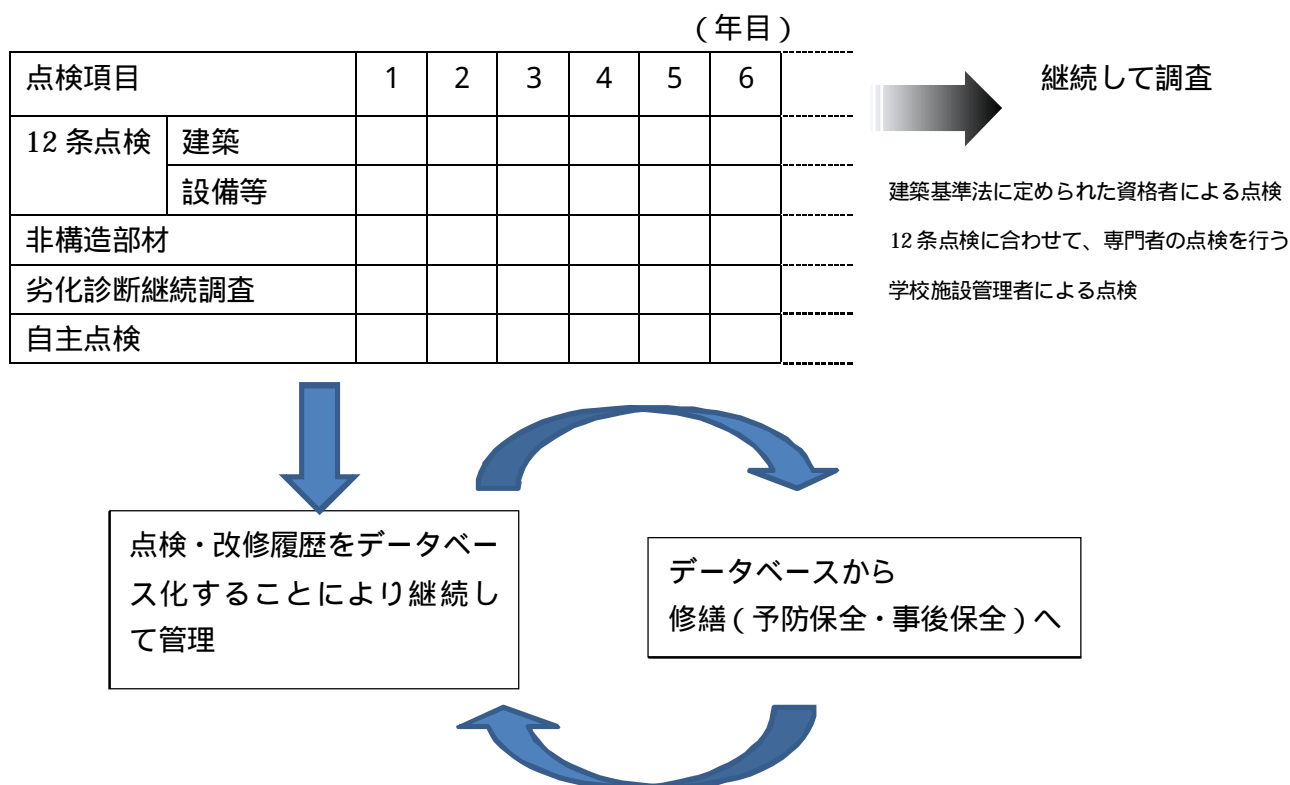 (年目)
点検項目 1 2 3 4 5 6
継続して調査
12条点検 建築
設備等
建築基準法に定められた資格者による点検
非構造部材
12条点検に合わせて、専門者の点検を行う
劣化診断継続調査
学校施設管理者による点検
自主点検
点検・改修履歴をデータベー
ス化することにより継続し
て管理
データベースから
修繕(予防保全・事後保全)へ